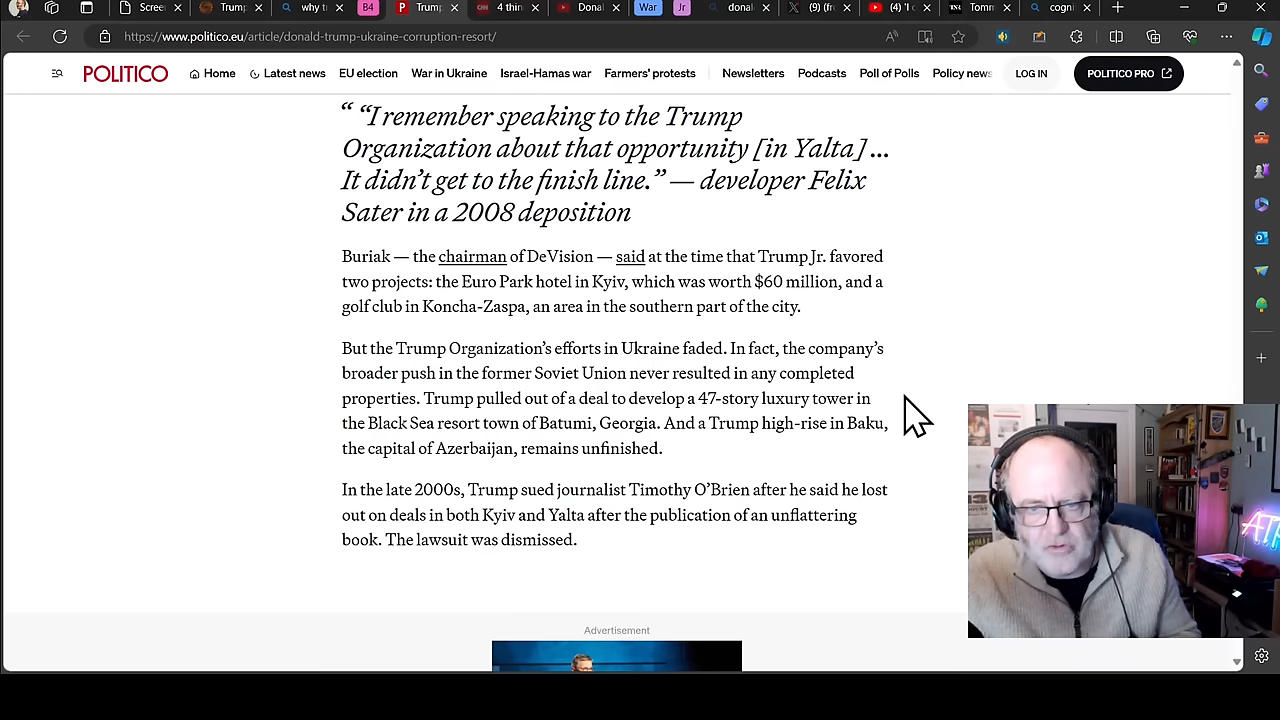 Scree
Trump
why t
B4
Trump
4 thin
Donal
War
Jr
donal
(9) (fr
(4) 'I c
Tomm
cogni
https://www.politico.eu/article/donald-trump-ukraine-corruption-resort/
POLITICO
Home
Latest news
EU election
War in Ukraine
Israel-Hamas war
Farmers' protests
Newsletters
Podcasts
Poll of Polls
Policy news
LOG IN
POLITICO PRO
“ “I remember speaking to the Trump
Organization about that opportunity [in Yalta] …
It didn’t get to the finish line.” — developer Felix
Sater in a 2008 deposition
Buriak — the chairman of DeVision — said at the time that Trump Jr. favored
two projects: the Euro Park hotel in Kyiv, which was worth $60 million, and a
golf club in Koncha-Zaspa, an area in the southern part of the city.
But the Trump Organization’s efforts in Ukraine faded. In fact, the company’s
broader push in the former Soviet Union never resulted in any completed
properties. Trump pulled out of a deal to develop a 47-story luxury tower in
the Black Sea resort town of Batumi, Georgia. And a Trump high-rise in Baku,
the capital of Azerbaijan, remains unfinished.
In the late 2000s, Trump sued journalist Timothy O’Brien after he said he lost
out on deals in both Kyiv and Yalta after the publication of an unflattering
book. The lawsuit was dismissed.
Advertisement